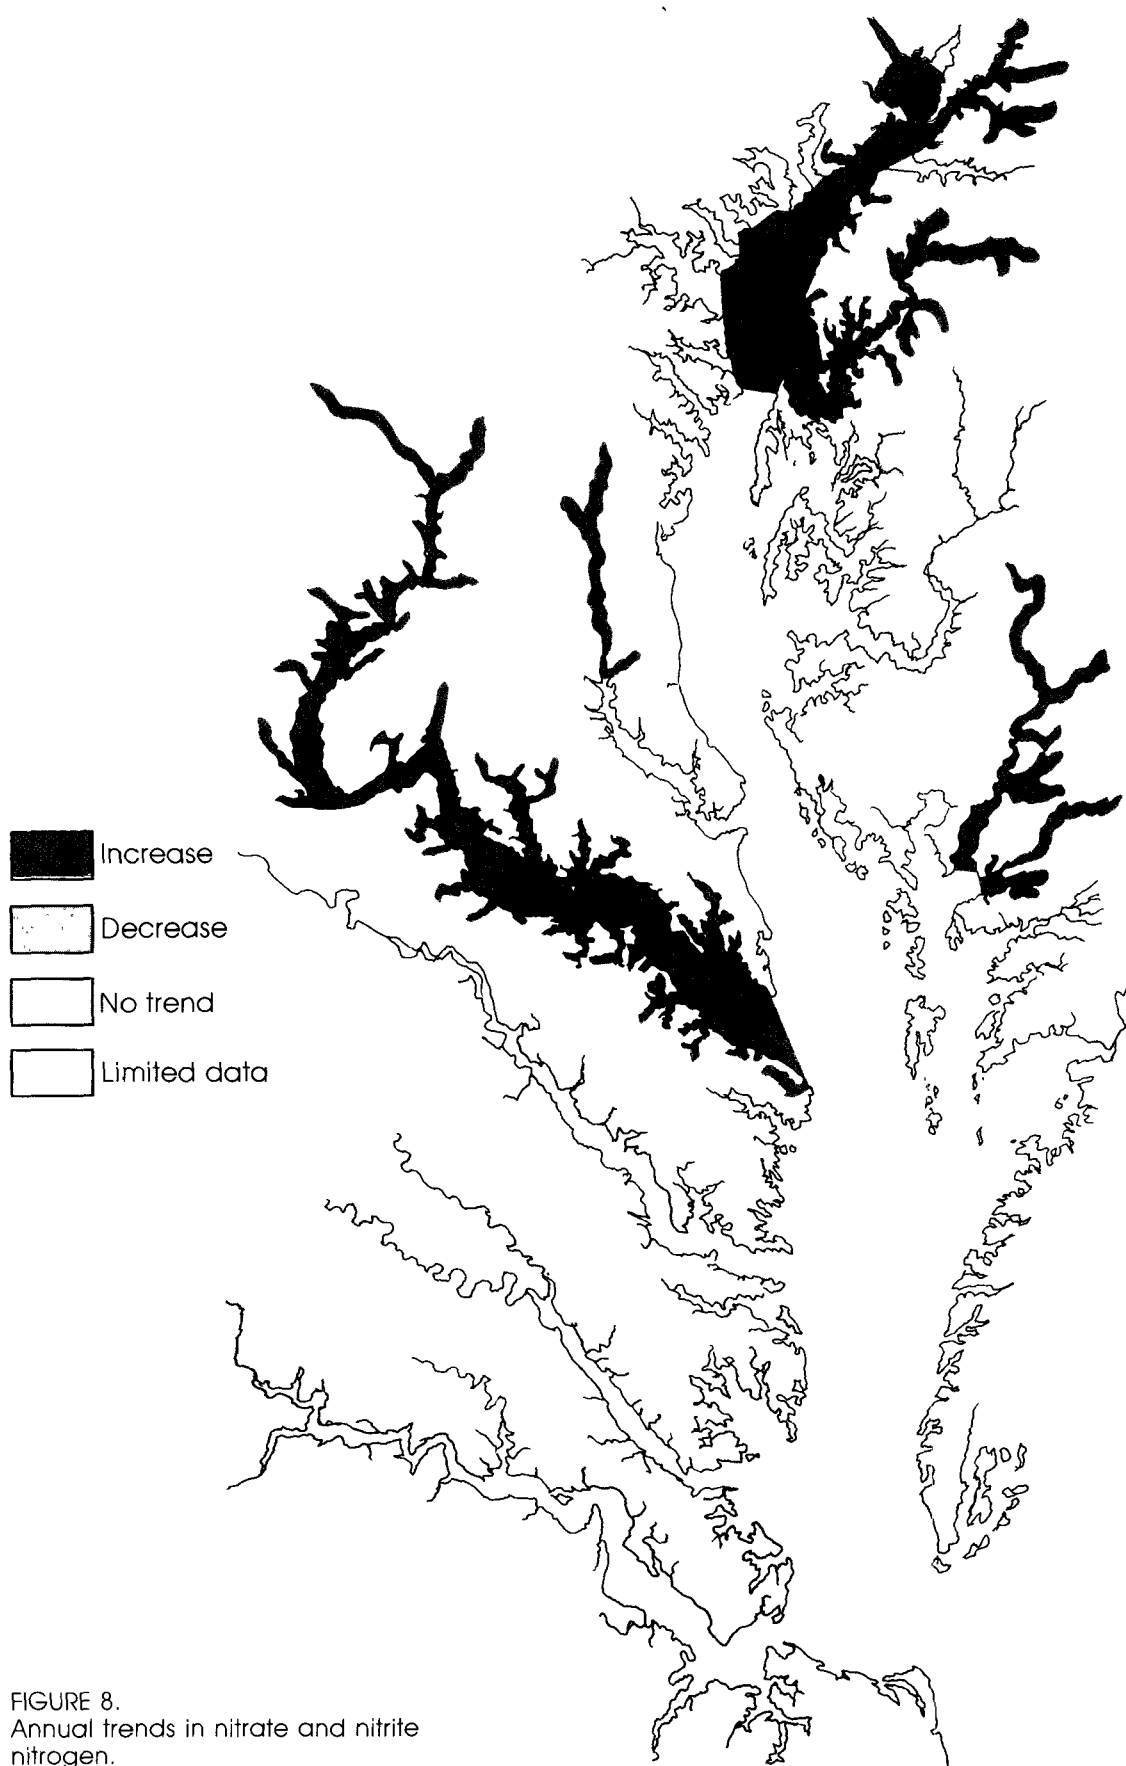 Increase
Decrease
No trend
Limited data
FIGURE 8.
Annual trends in nitrate and nitrite
nitrogen.